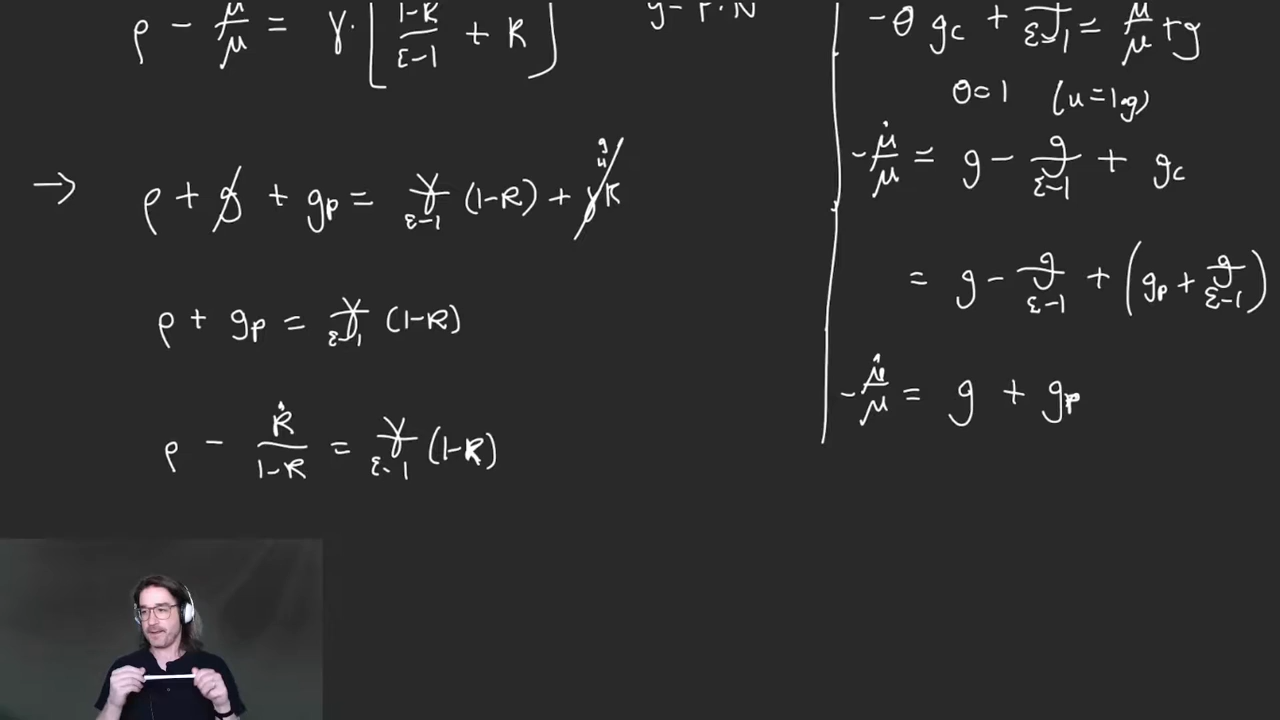 ρ − μ̇/μ = γ·[(1−R)/(ε−1) + R]
y = P·N
→ ρ + g + g_P = γ/(ε−1) (1−R) + γR
g
ρ + g_P = γ/(ε−1) (1−R)
ρ − Ṙ/(1−R) = γ/(ε−1) (1−R)
−θ g_c + g/(ε−1) = μ̇/μ + g
θ=1 (u=log)
−μ̇/μ = g − g/(ε−1) + g_c
= g − g/(ε−1) + (g_P + g/(ε−1))
−μ̇/μ = g + g_P